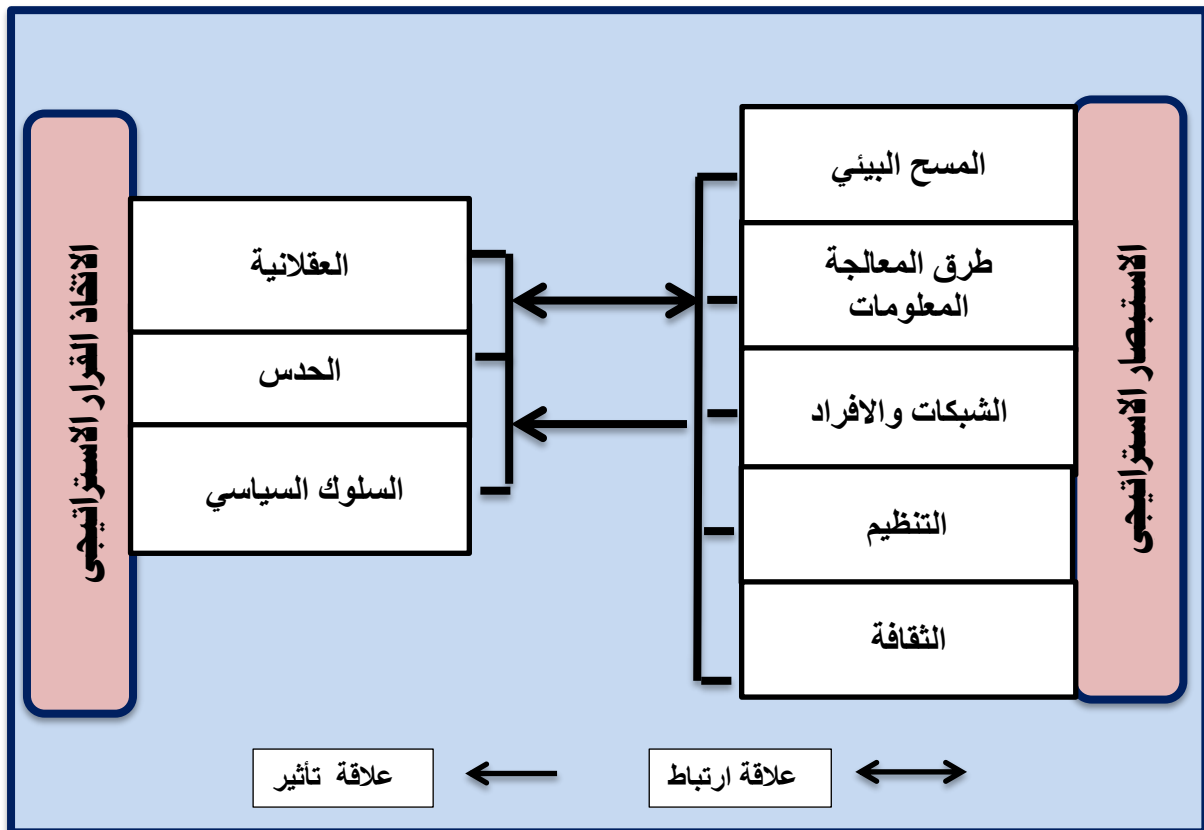 الاستبصار الاستراتيجي
المسح البيئي
طرق المعالجة
المعلومات
الشبكات والافراد
التنظيم
الثقافة
العقلانية
الحدس
السلوك السياسي
الاتخاذ القرار الاستراتيجي
علاقة ارتباط
علاقة تأثير